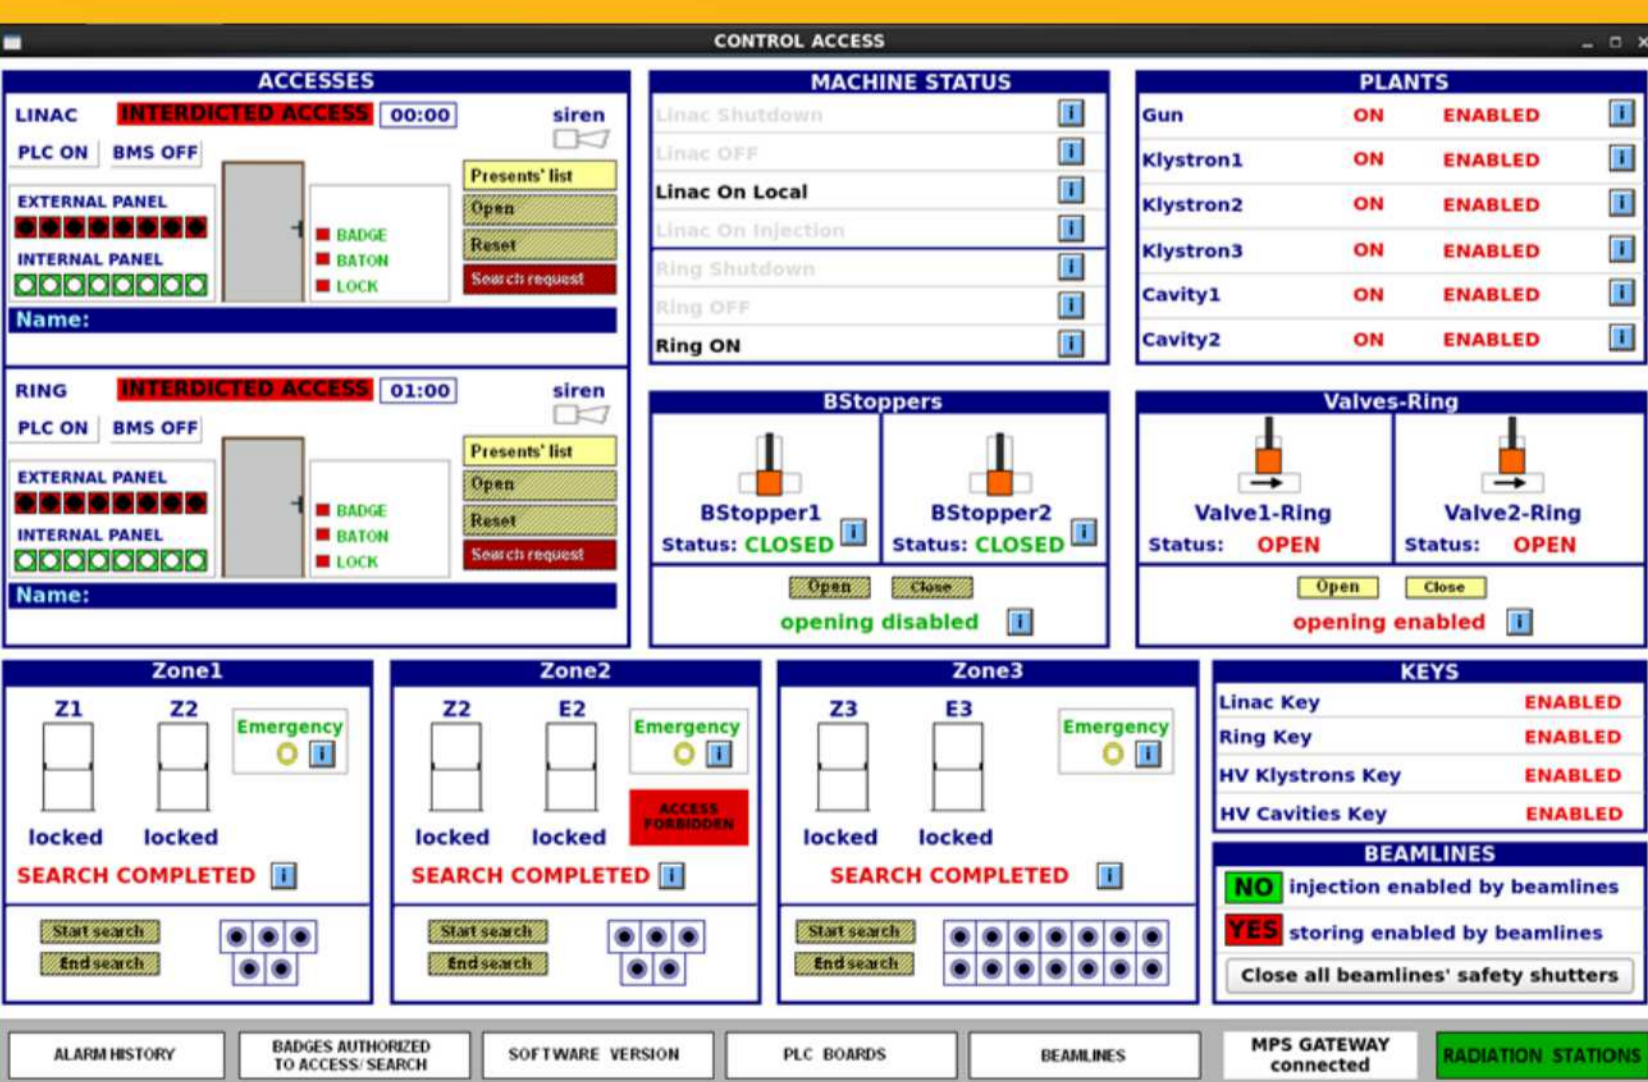 CONTROL ACCESS
ACCESSES
LINAC INTERDICTED ACCESS 00:00 siren
PLC ON BMS OFF
EXTERNAL PANEL
INTERNAL PANEL
BADGE
BATON
LOCK
Presents' list
Open
Reset
Search request
Name:
RING INTERDICTED ACCESS 01:00 siren
PLC ON BMS OFF
EXTERNAL PANEL
INTERNAL PANEL
BADGE
BATON
LOCK
Presents' list
Open
Reset
Search request
Name:
MACHINE STATUS
Linac Shutdown i
Linac OFF i
Linac On Local i
Linac On Injection i
Ring Shutdown i
Ring OFF i
Ring ON i
PLANTS
Gun ON ENABLED i
Klystron1 ON ENABLED i
Klystron2 ON ENABLED i
Klystron3 ON ENABLED i
Cavity1 ON ENABLED i
Cavity2 ON ENABLED i
BStoppers
BStopper1
Status: CLOSED i
BStopper2
Status: CLOSED i
Open Close
opening disabled i
Valves-Ring
Valve1-Ring
Status: OPEN
Valve2-Ring
Status: OPEN
Open Close
opening enabled i
Zone1
Z1 Z2
Emergency
i
locked locked
SEARCH COMPLETED i
Start search
End search
Zone2
Z2 E2
Emergency
i
ACCESS
FORBIDDEN
locked locked
SEARCH COMPLETED i
Start search
End search
Zone3
Z3 E3
Emergency
i
locked locked
SEARCH COMPLETED i
Start search
End search
KEYS
Linac Key ENABLED
Ring Key ENABLED
HV Klystrons Key ENABLED
HV Cavities Key ENABLED
BEAMLINES
NO injection enabled by beamlines
YES storing enabled by beamlines
Close all beamlines' safety shutters
ALARM HISTORY
BADGES AUTHORIZED
TO ACCESS/SEARCH
SOFTWARE VERSION
PLC BOARDS
BEAMLINES
MPS GATEWAY
connected
RADIATION STATIONS